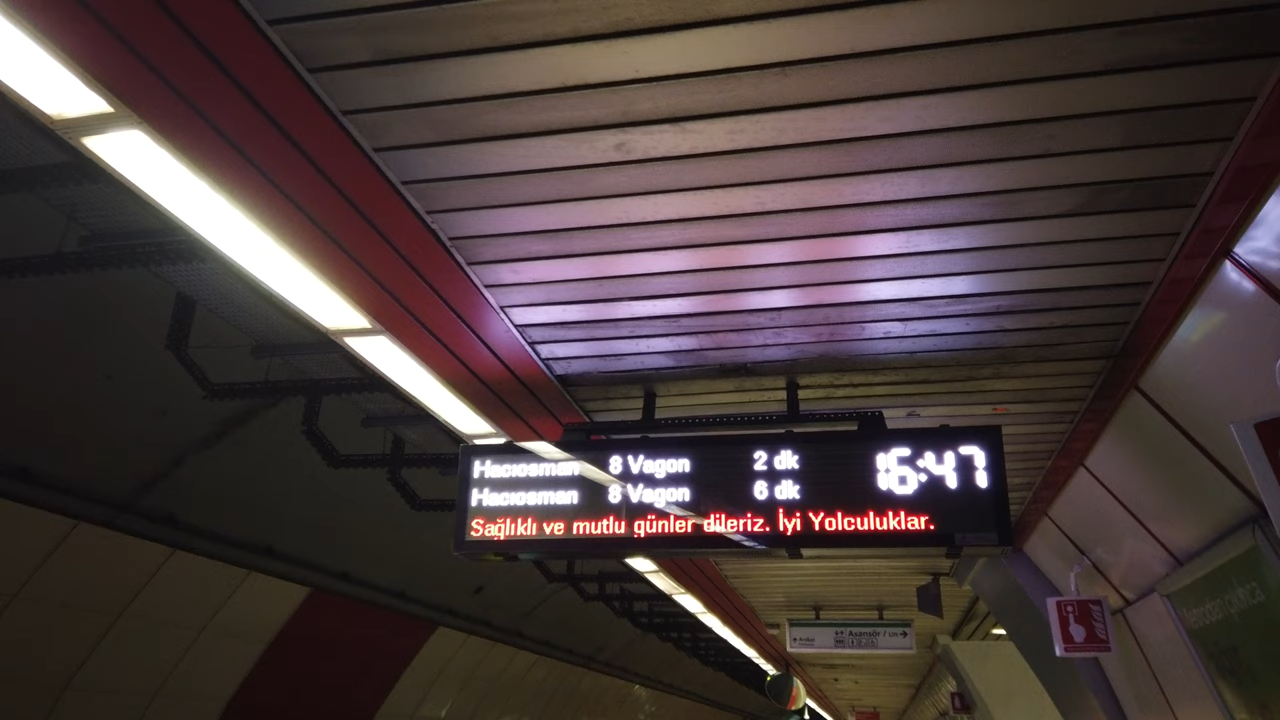 Hacıosman 8 Vagon 2 dk 16:47
Hacıosman 8 Vagon 6 dk
Sağlıklı ve mutlu günler dileriz. İyi Yolculuklar.
Asansör / Lift